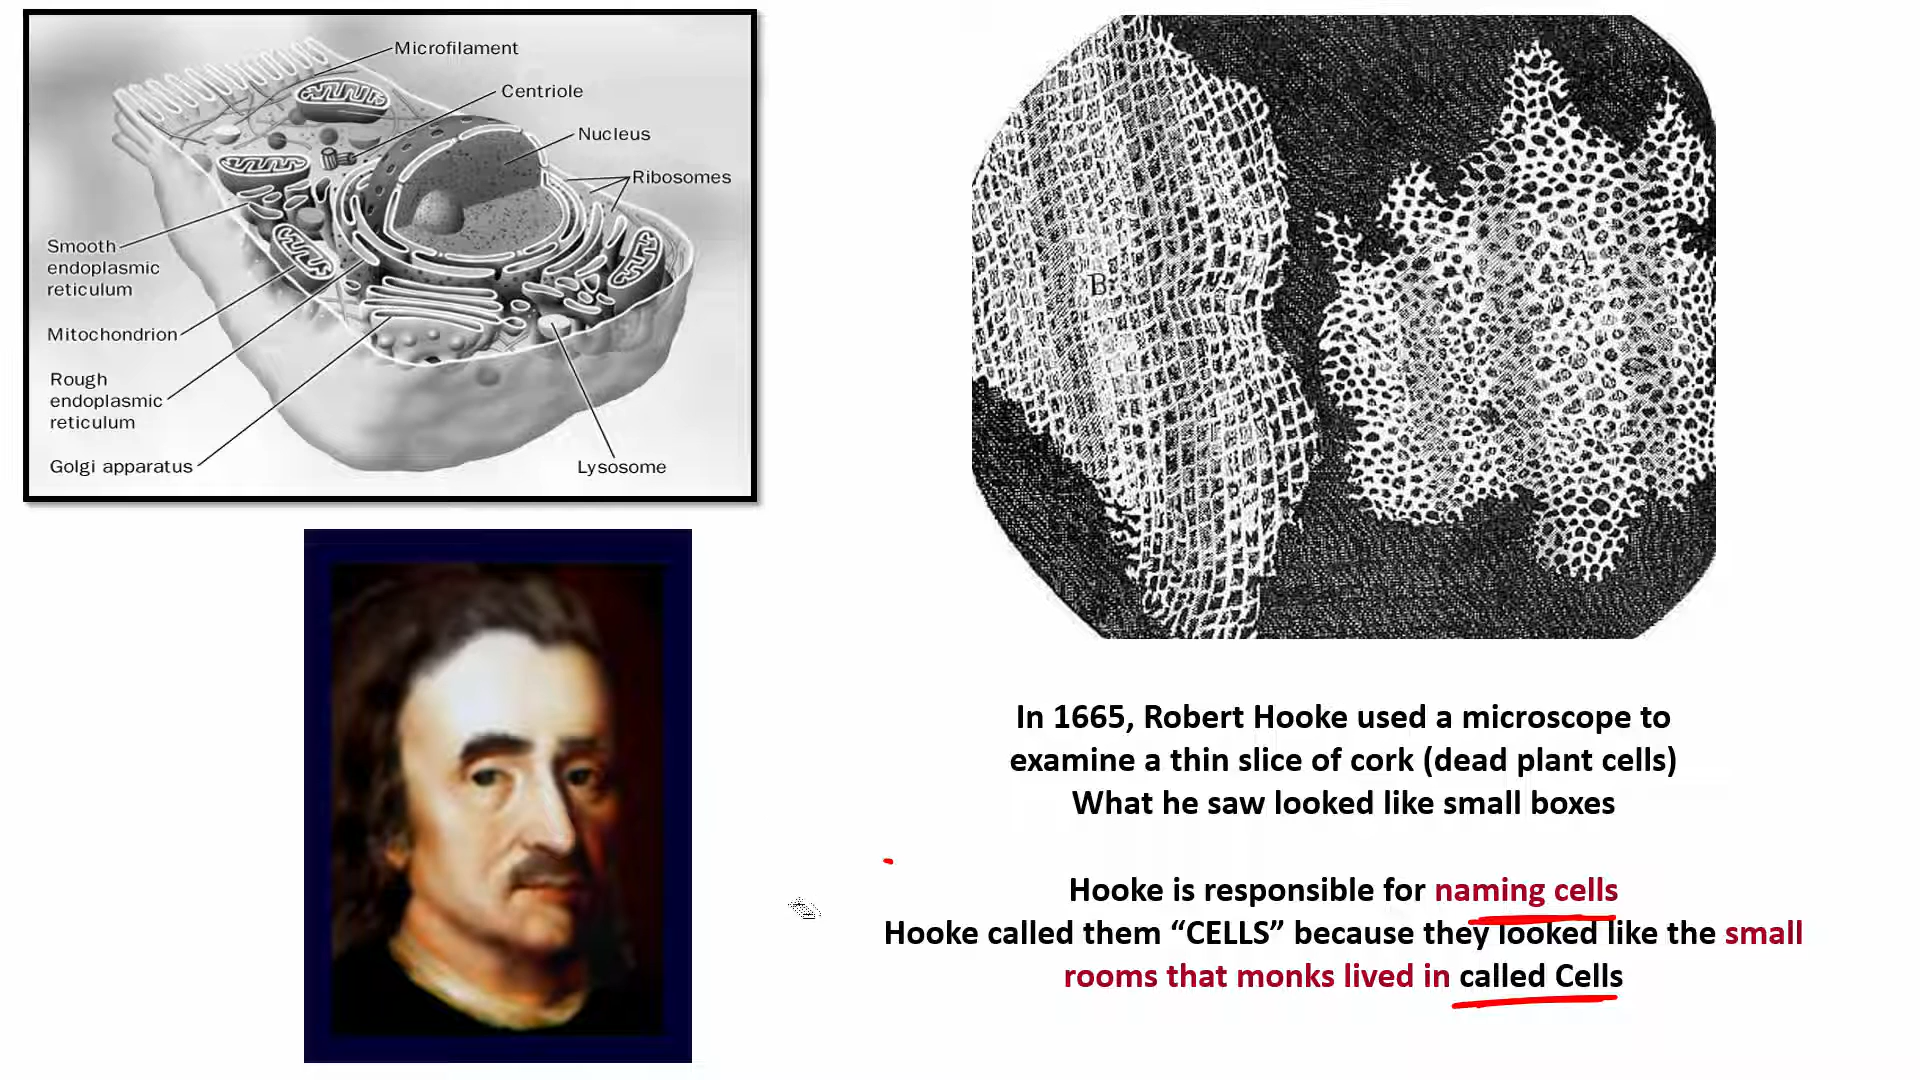 Microfilament
Centriole
Nucleus
Ribosomes
Smooth
endoplasmic
reticulum
Mitochondrion
Rough
endoplasmic
reticulum
Golgi apparatus
Lysosome
B
A
In 1665, Robert Hooke used a microscope to
examine a thin slice of cork (dead plant cells)
What he saw looked like small boxes
Hooke is responsible for naming cells
Hooke called them “CELLS” because they looked like the small
rooms that monks lived in called Cells